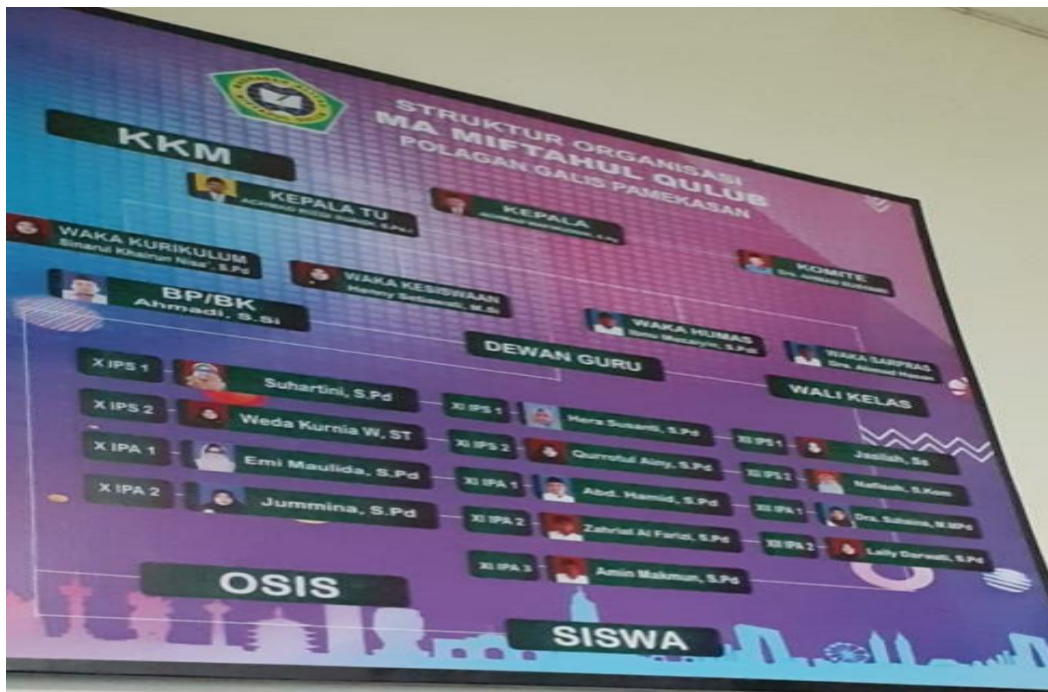 STRUKTUR ORGANISASI
MA MIFTAHUL QULUB
POLAGAN GALIS PAMEKASAN
KKM
KEPALA TU
KEPALA
KOMITE
WAKA KURIKULUM
Sinarul Khairun Nisa', S.Pd
WAKA KESISWAAN
Henny Setiawati, M.Si
BP/BK
Ahmadi, S.Si
WAKA HUMAS
WAKA SARPRAS
DEWAN GURU
WALI KELAS
X IPS 1
Suhartini, S.Pd
X IPS 2
Weda Kurnia W, ST
X IPA 1
Emi Maulida, S.Pd
X IPA 2
Jummina, S.Pd
XI IPS 1
Hera Susanti, S.Pd
XI IPS 2
Qurrotul Ainy, S.Pd
XI IPA 1
Abd. Hamid, S.Pd
XI IPA 2
Zahrial Al Farizi, S.Pd
XI IPA 3
Amin Makmun, S.Pd
XII IPS 1
Jasilah, Ss
XII IPS 2
Nafisah, S.Kom
XII IPA 1
Dra. Suhaina, M.MPd
XII IPA 2
Laily Darwati, S.Pd
OSIS
SISWA